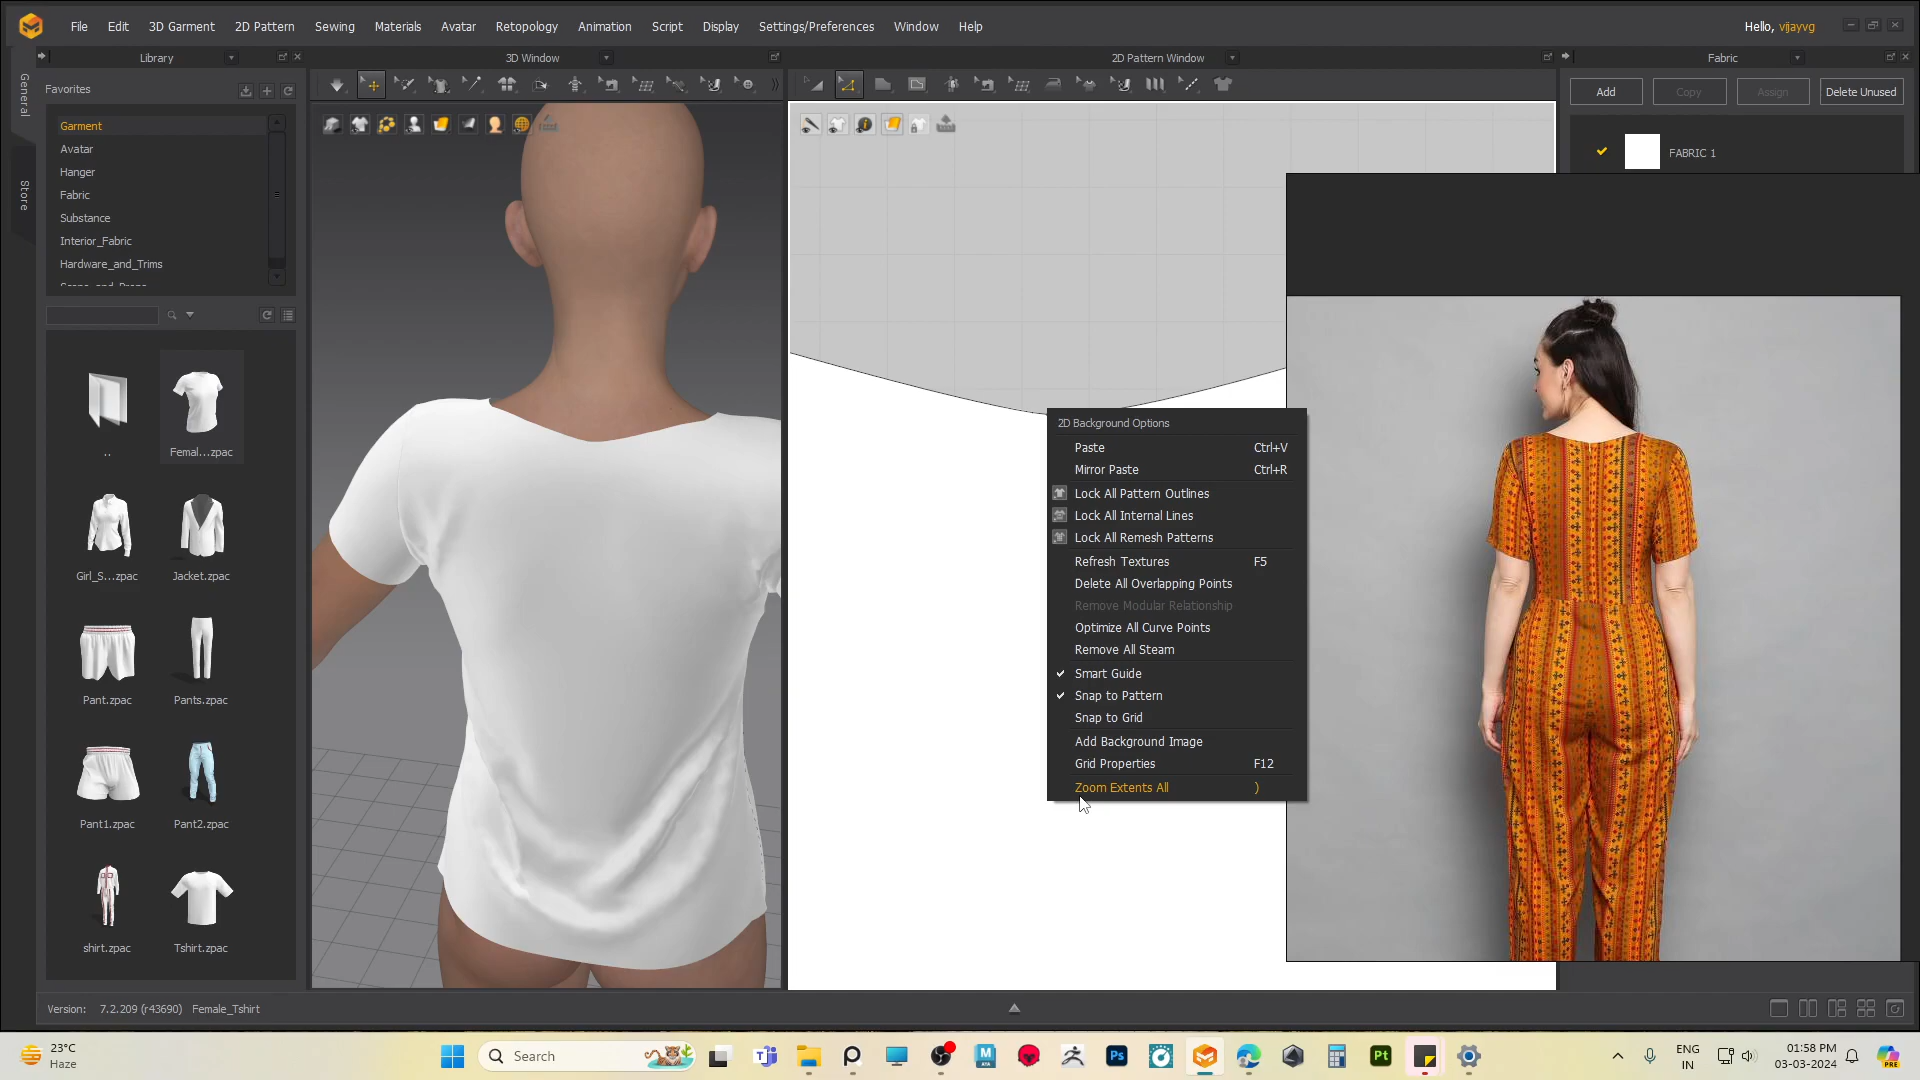 File Edit 3D Garment 2D Pattern Sewing Materials Avatar Retopology Animation Script Display Settings/Preferences Window Help Hello, vijayvg
Library 3D Window 2D Pattern Window Fabric
General
Store
Favorites
Garment
Avatar
Hanger
Fabric
Substance
Interior_Fabric
Hardware_and_Trims
Add Copy Assign Delete Unused
FABRIC 1
..
Femal...zpac
Girl_S...zpac
Jacket.zpac
Pant.zpac
Pants.zpac
Pant1.zpac
Pant2.zpac
shirt.zpac
Tshirt.zpac
2D Background Options
Paste Ctrl+V
Mirror Paste Ctrl+R
Lock All Pattern Outlines
Lock All Internal Lines
Lock All Remesh Patterns
Refresh Textures F5
Delete All Overlapping Points
Remove Modular Relationship
Optimize All Curve Points
Remove All Steam
Smart Guide
Snap to Pattern
Snap to Grid
Add Background Image
Grid Properties F12
Zoom Extents All )
Version: 7.2.209 (r43690) Female_Tshirt
23°C
Haze
Search
ENG
IN
01:58 PM
03-03-2024